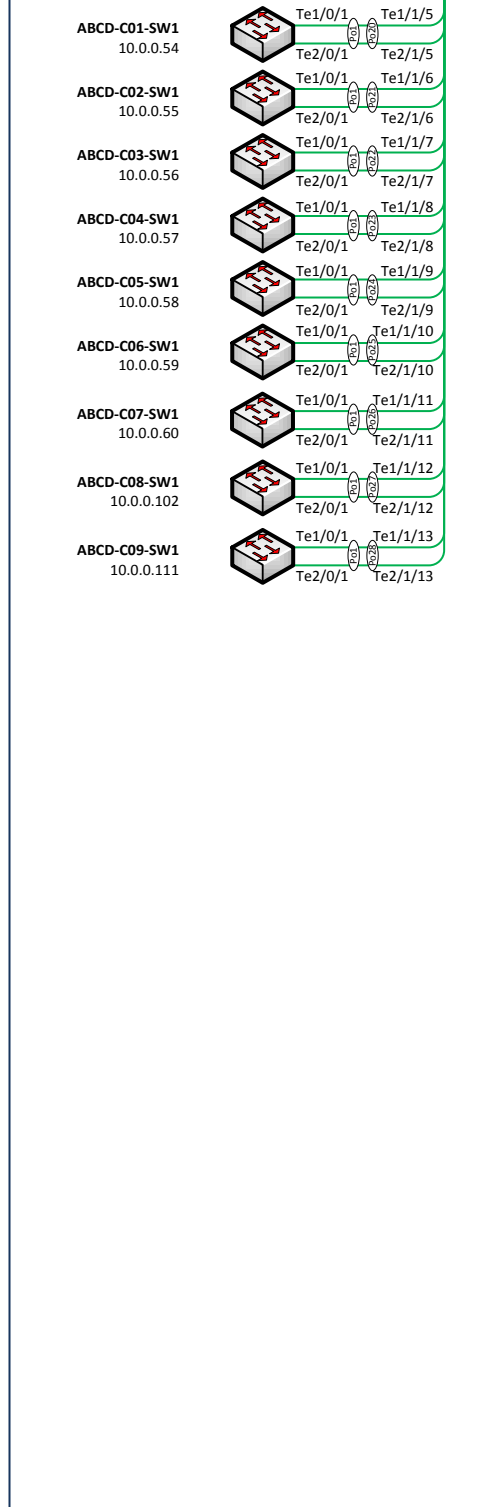 Te1/0/1 Te1/1/5
ABCD-C01-SW1
10.0.0.54
Po1 Po20
Te2/0/1 Te2/1/5
Te1/0/1 Te1/1/6
ABCD-C02-SW1
10.0.0.55
Po1 Po21
Te2/0/1 Te2/1/6
Te1/0/1 Te1/1/7
ABCD-C03-SW1
10.0.0.56
Po1 Po22
Te2/0/1 Te2/1/7
Te1/0/1 Te1/1/8
ABCD-C04-SW1
10.0.0.57
Po1 Po23
Te2/0/1 Te2/1/8
Te1/0/1 Te1/1/9
ABCD-C05-SW1
10.0.0.58
Po1 Po24
Te2/0/1 Te2/1/9
Te1/0/1 Te1/1/10
ABCD-C06-SW1
10.0.0.59
Po1 Po25
Te2/0/1 Te2/1/10
Te1/0/1 Te1/1/11
ABCD-C07-SW1
10.0.0.60
Po1 Po26
Te2/0/1 Te2/1/11
Te1/0/1 Te1/1/12
ABCD-C08-SW1
10.0.0.102
Po1 Po27
Te2/0/1 Te2/1/12
Te1/0/1 Te1/1/13
ABCD-C09-SW1
10.0.0.111
Po1 Po28
Te2/0/1 Te2/1/13